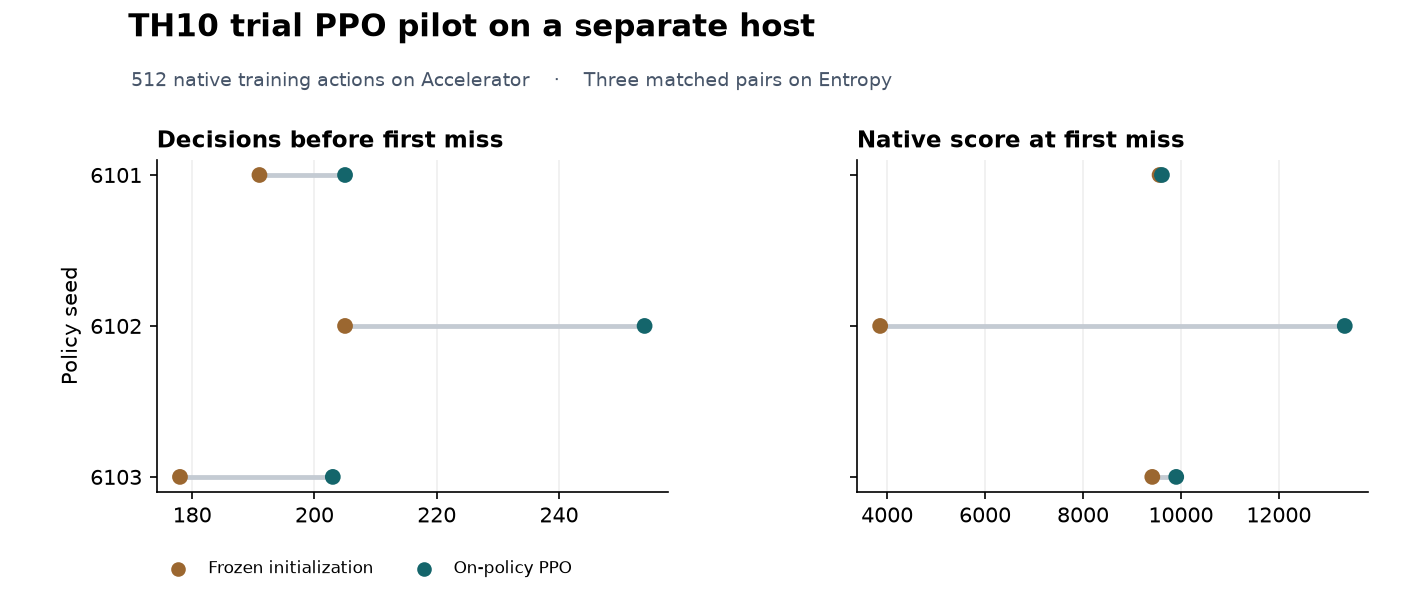 TH10 trial PPO pilot on a separate host
512 native training actions on Accelerator · Three matched pairs on Entropy
Decisions before first miss
Native score at first miss
Policy seed
6101
6102
6103
180 200 220 240
4000 6000 8000 10000 12000
Frozen initialization
On-policy PPO